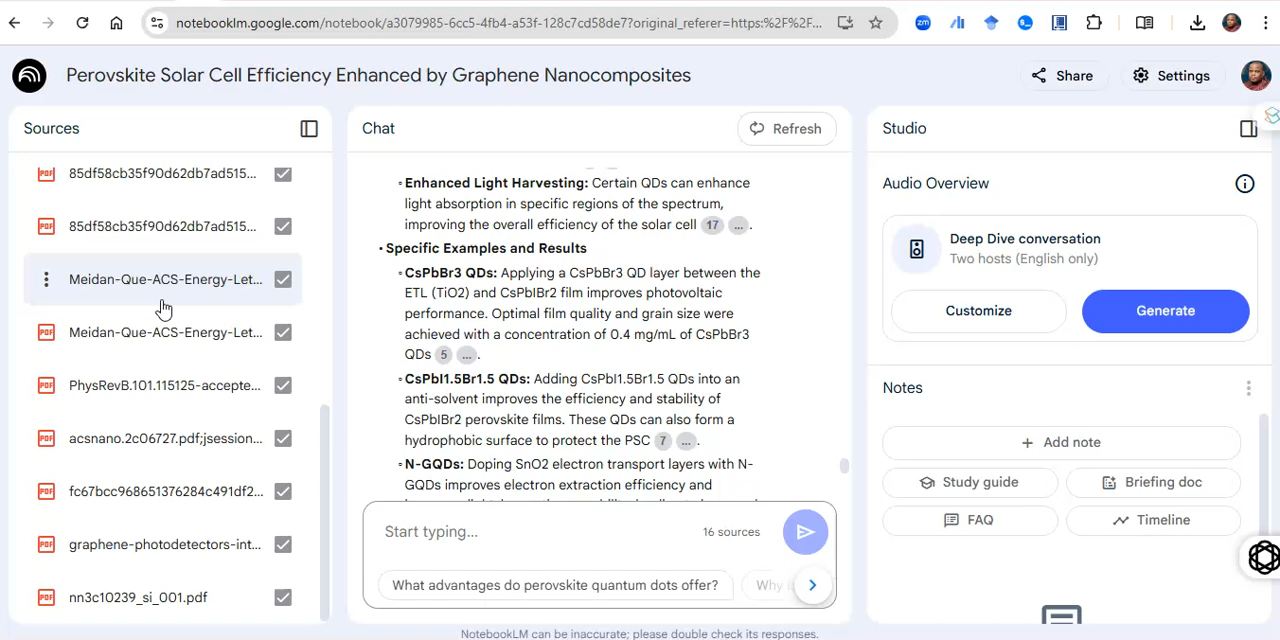 notebooklm.google.com/notebook/a3079985-6cc5-4fb4-a53f-128c7cd58de7?original_referer=https:%2F%2F...
zm
Perovskite Solar Cell Efficiency Enhanced by Graphene Nanocomposites
Share
Settings
Sources
85df58cb35f90d62db7ad515...
85df58cb35f90d62db7ad515...
Meidan-Que-ACS-Energy-Let...
Meidan-Que-ACS-Energy-Let...
PhysRevB.101.115125-accepte...
acsnano.2c06727.pdf;jsession...
fc67bcc968651376284c491df2...
graphene-photodetectors-int...
nn3c10239_si_001.pdf
Chat
Refresh
◦ Enhanced Light Harvesting: Certain QDs can enhance
light absorption in specific regions of the spectrum,
improving the overall efficiency of the solar cell 17 ... .
• Specific Examples and Results
◦ CsPbBr3 QDs: Applying a CsPbBr3 QD layer between the
ETL (TiO2) and CsPbIBr2 film improves photovoltaic
performance. Optimal film quality and grain size were
achieved with a concentration of 0.4 mg/mL of CsPbBr3
QDs 5 ... .
◦ CsPbI1.5Br1.5 QDs: Adding CsPbI1.5Br1.5 QDs into an
anti-solvent improves the efficiency and stability of
CsPbIBr2 perovskite films. These QDs can also form a
hydrophobic surface to protect the PSC 7 ... .
◦ N-GQDs: Doping SnO2 electron transport layers with N-
GQDs improves electron extraction efficiency and
Start typing...
16 sources
What advantages do perovskite quantum dots offer?
Why
NotebookLM can be inaccurate; please double check its responses.
Studio
Audio Overview
Deep Dive conversation
Two hosts (English only)
Customize
Generate
Notes
+ Add note
Study guide
Briefing doc
FAQ
Timeline